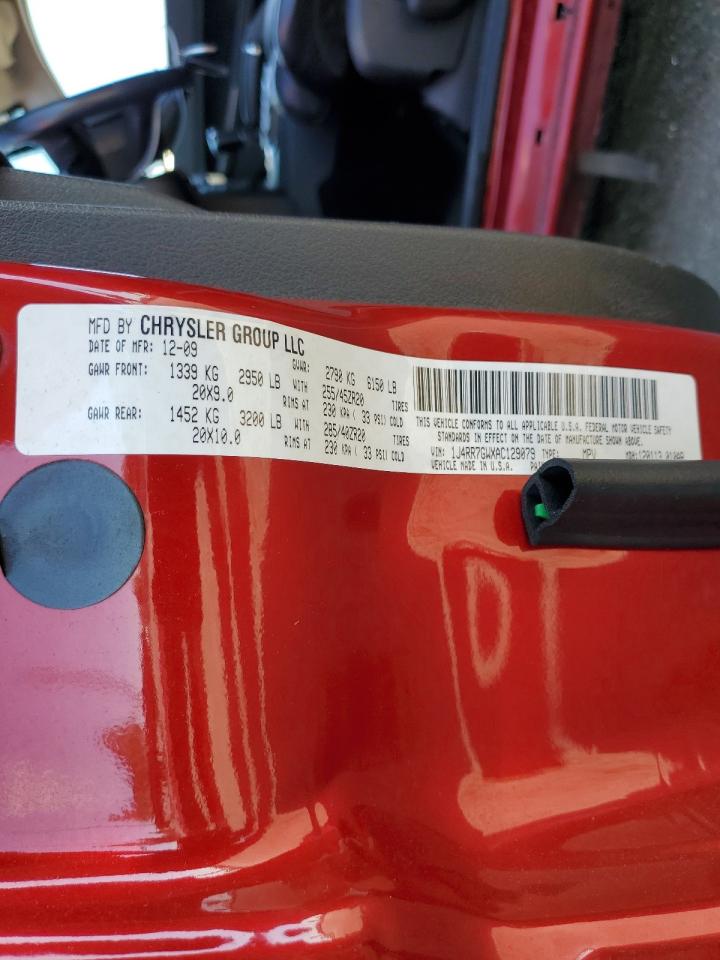 MFD BY CHRYSLER GROUP LLC
DATE OF MFR: 12-09 GVWR: 2790 KG 6150 LB
GAWR FRONT: 1339 KG 2950 LB WITH 255/45ZR20 TIRES
20X9.0 RIMS AT 230 KPA ( 33 PSI) COLD
GAWR REAR: 1452 KG 3200 LB WITH 285/40ZR20 TIRES
20X10.0 RIMS AT 230 KPA ( 33 PSI) COLD
THIS VEHICLE CONFORMS TO ALL APPLICABLE U.S.A. FEDERAL MOTOR VEHICLE SAFETY
STANDARDS IN EFFECT ON THE DATE OF MANUFACTURE SHOWN ABOVE.
VIN: 1J4RR7GWXAC129079 TYPE: MPV MDH:
VEHICLE MADE IN U.S.A.